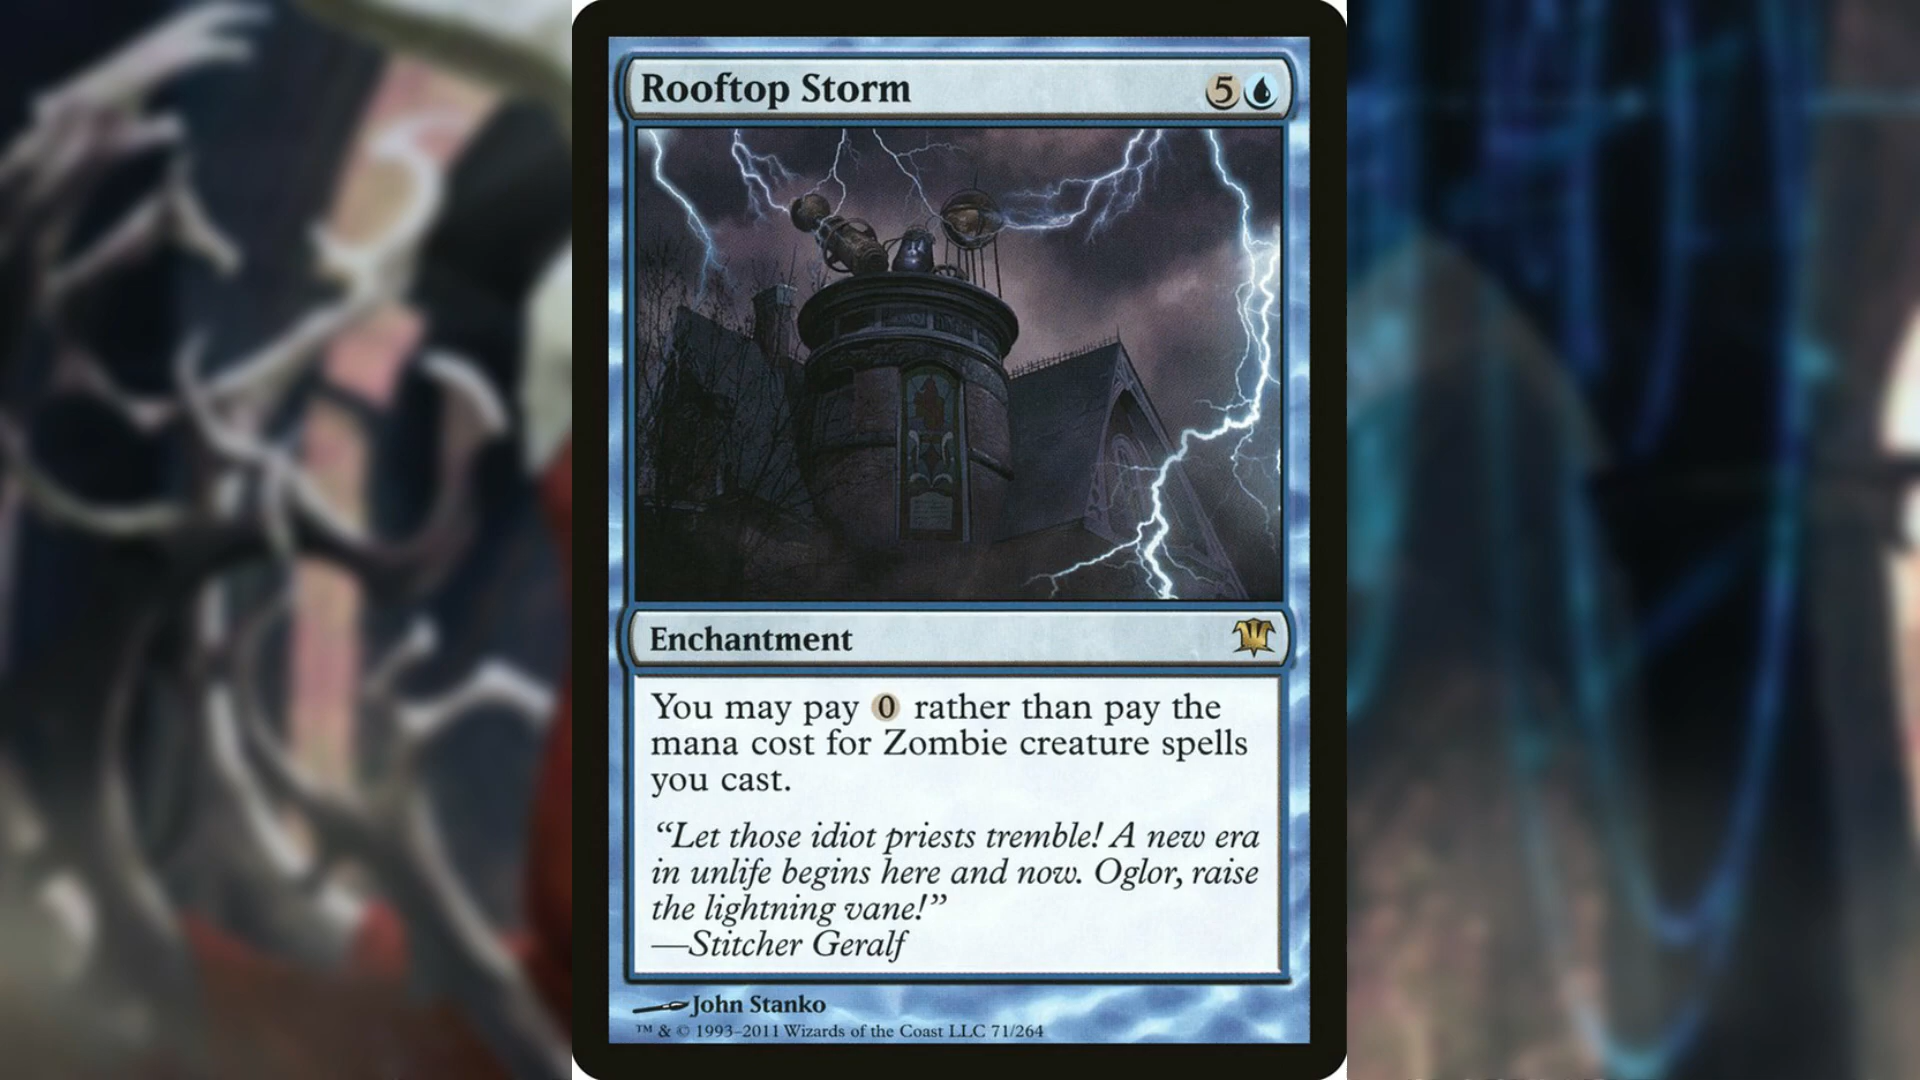 Rooftop Storm 5
Enchantment
You may pay 0 rather than pay the
mana cost for Zombie creature spells
you cast.
“Let those idiot priests tremble! A new era
in unlife begins here and now. Oglor, raise
the lightning vane!”
—Stitcher Geralf
John Stanko
™ & © 1993–2011 Wizards of the Coast LLC 71/264